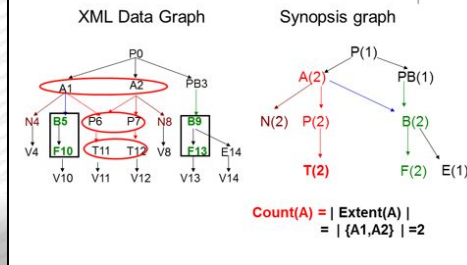 XML Data Graph
Synopsis graph
P0
A1 A2 PB3
N4 B5 P6 P7 N8 B9
V4 F10 T11 T12 V8 F13 E14
V10 V11 V12 V13 V14
P(1)
A(2) PB(1)
N(2) P(2) B(2)
T(2) F(2) E(1)
Count(A) = | Extent(A) |
= | {A1,A2} | =2